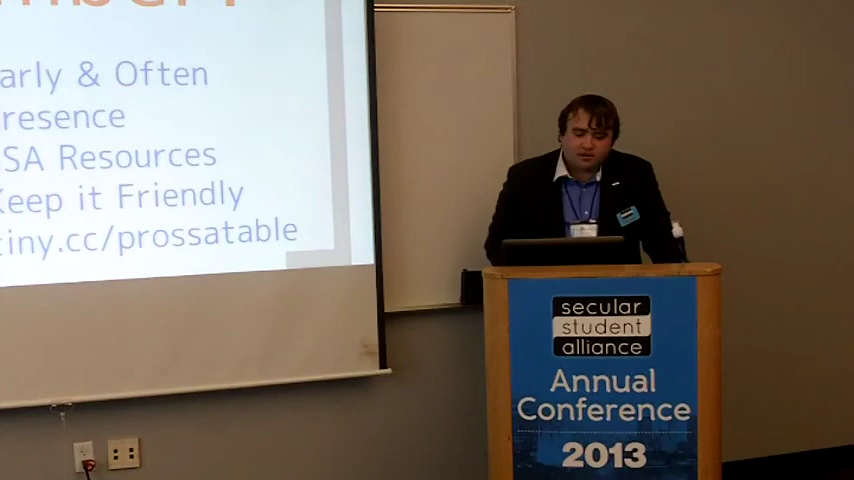 arly & Often
resence
SA Resources
Keep it Friendly
tiny.cc/prossatable
secular
student
alliance
Annual
Conference
2013